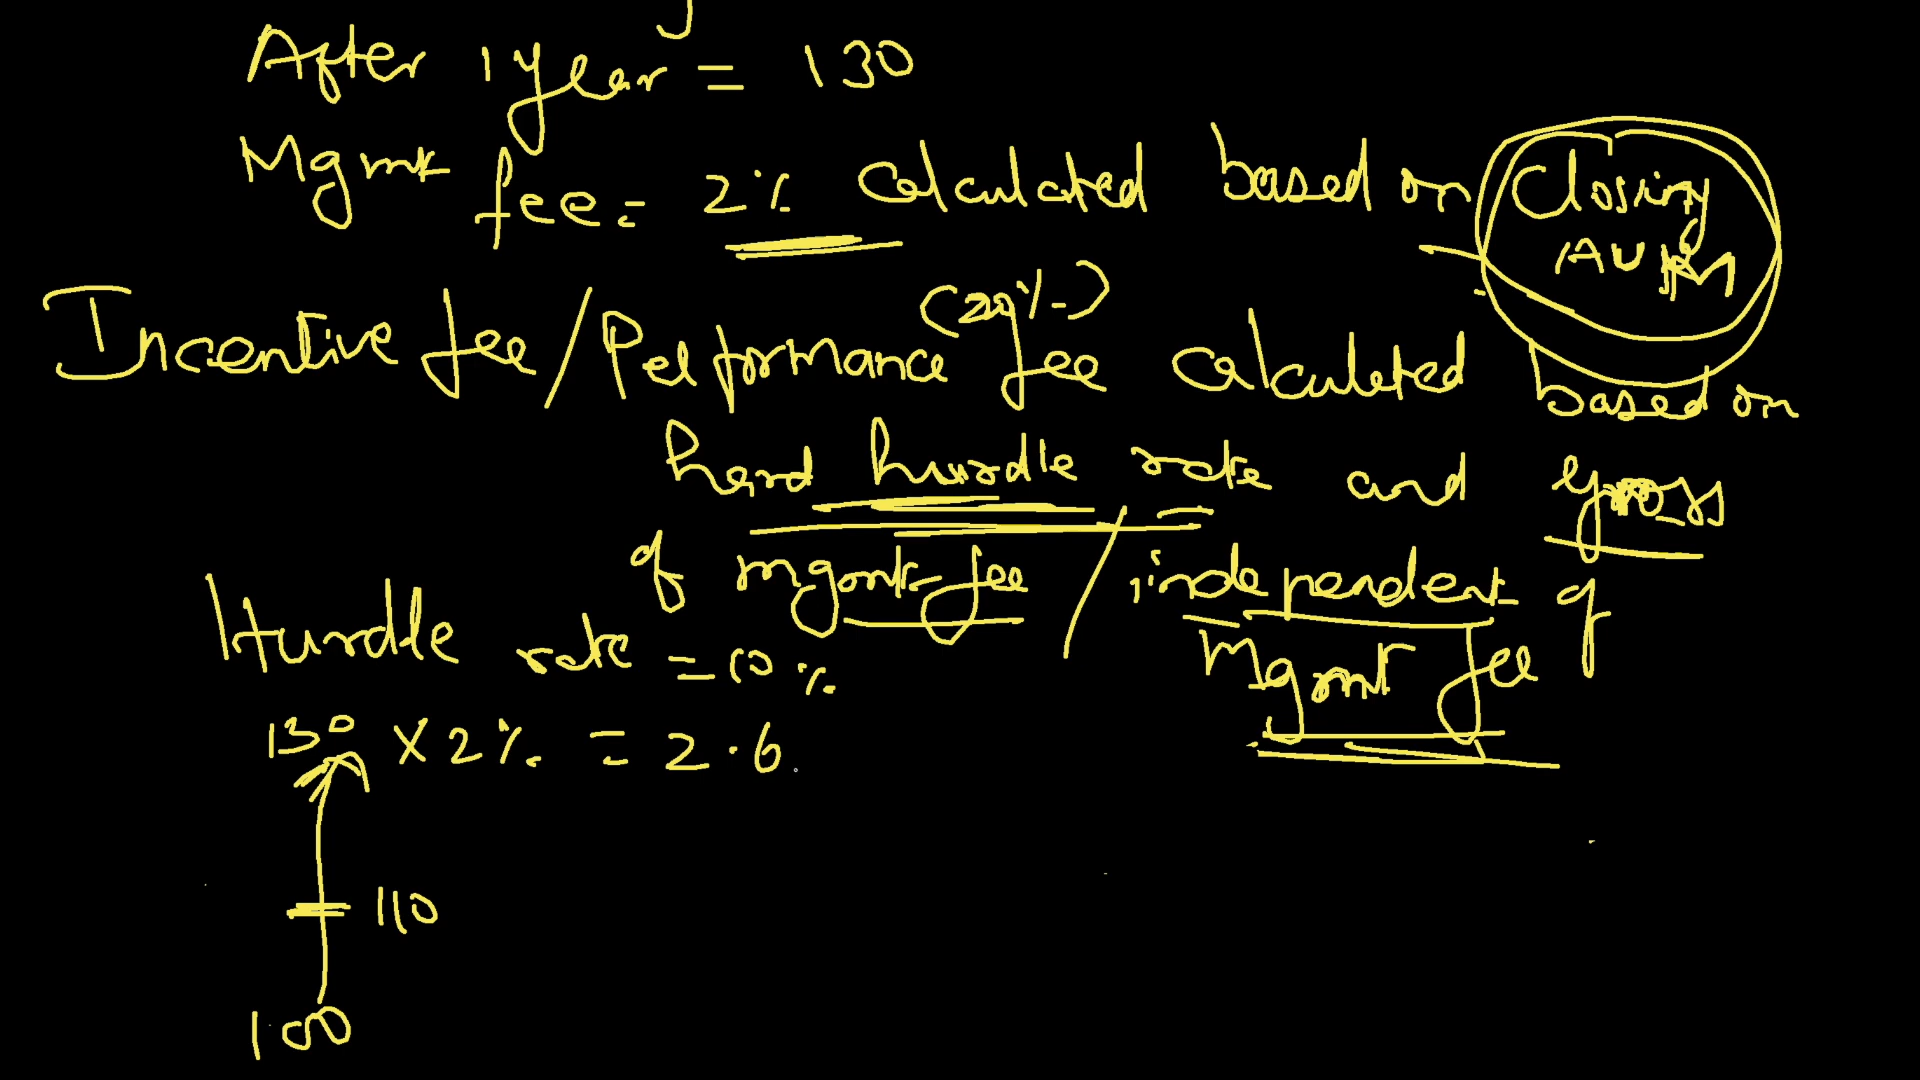 After 1 year = 130
Mgmt fee = 2% calculated based on Closing AUM
Incentive fee / Performance fee (20%) calculated based on
hard hurdle rate and gross
of mgmt fee / independent of
mgmt fee
Hurdle rate = 10%
130 x 2% = 2.6
110
100